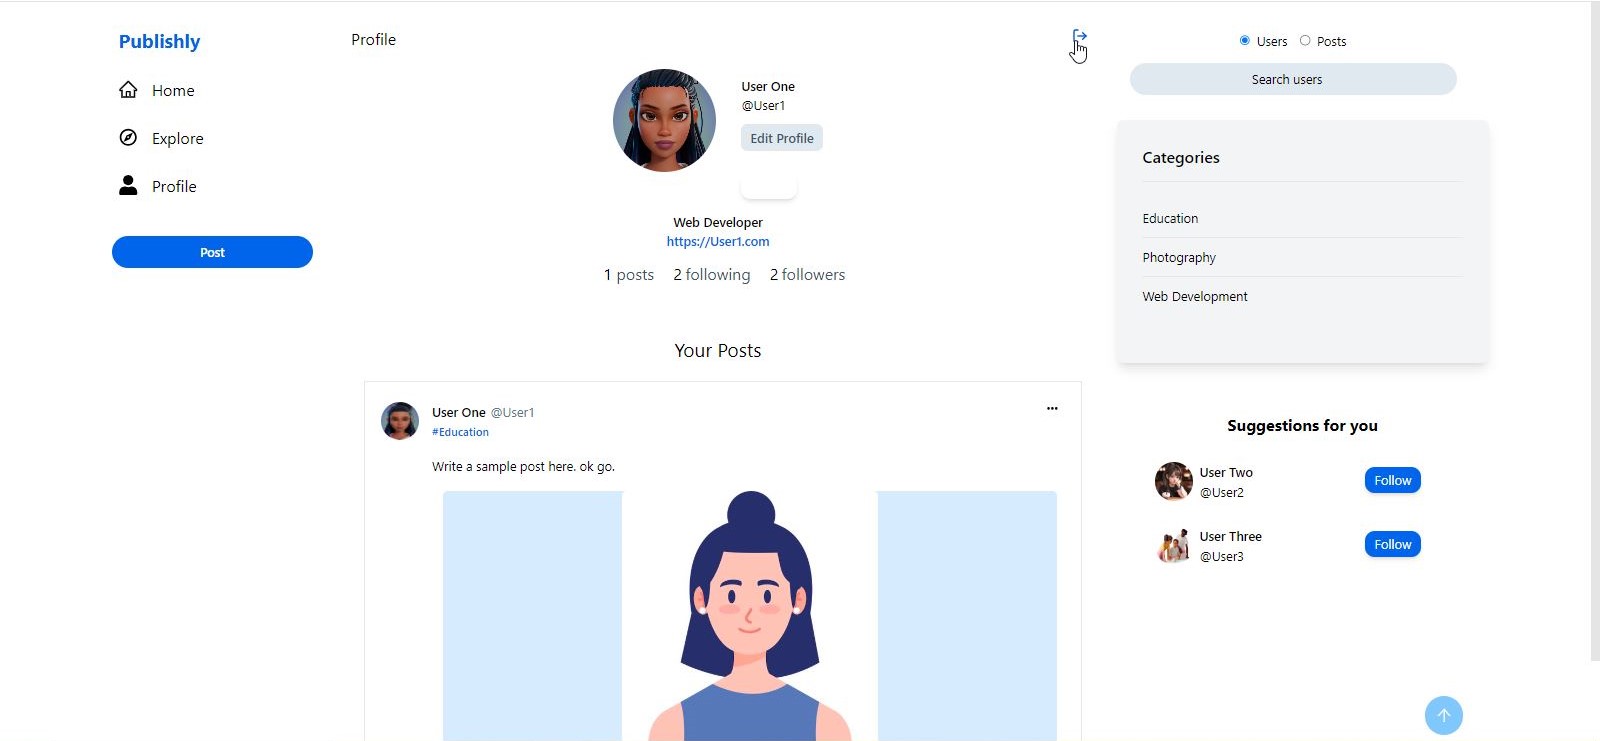 Publishly
Home
Explore
Profile
Post
Profile
User One
@User1
Edit Profile
Web Developer
https://User1.com
1 posts 2 following 2 followers
Your Posts
User One @User1
#Education
Write a sample post here. ok go.
Users Posts
Search users
Categories
Education
Photography
Web Development
Suggestions for you
User Two
@User2
Follow
User Three
@User3
Follow